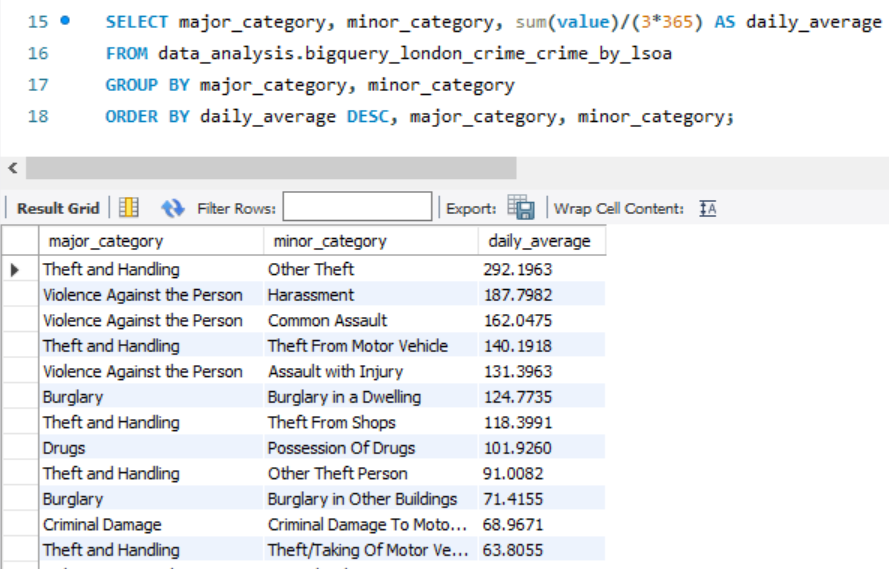 15 SELECT major_category, minor_category, sum(value)/(3*365) AS daily_average
16 FROM data_analysis.bigquery_london_crime_crime_by_lsoa
17 GROUP BY major_category, minor_category
18 ORDER BY daily_average DESC, major_category, minor_category;
Result Grid Filter Rows: Export: Wrap Cell Content:
major_category minor_category daily_average
Theft and Handling Other Theft 292.1963
Violence Against the Person Harassment 187.7982
Violence Against the Person Common Assault 162.0475
Theft and Handling Theft From Motor Vehicle 140.1918
Violence Against the Person Assault with Injury 131.3963
Burglary Burglary in a Dwelling 124.7735
Theft and Handling Theft From Shops 118.3991
Drugs Possession Of Drugs 101.9260
Theft and Handling Other Theft Person 91.0082
Burglary Burglary in Other Buildings 71.4155
Criminal Damage Criminal Damage To Moto... 68.9671
Theft and Handling Theft/Taking Of Motor Ve... 63.8055